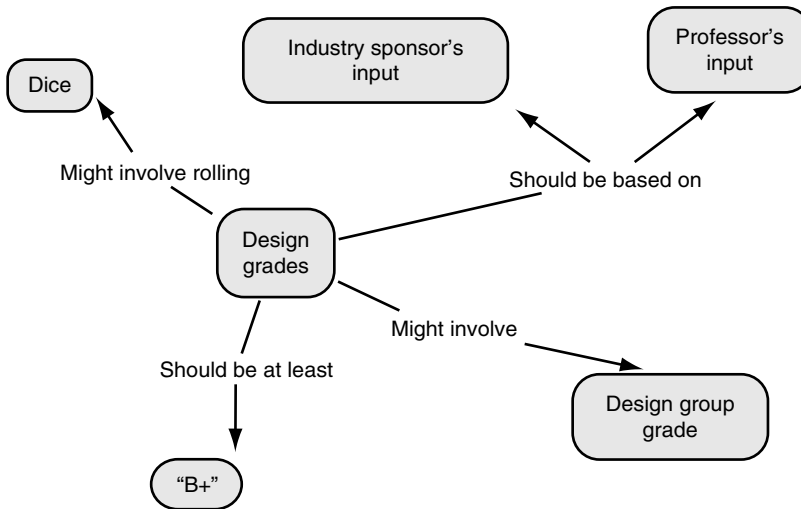 Industry sponsor's
input
Professor's
input
Dice
Might involve rolling
Should be based on
Design
grades
Might involve
Should be at least
Design group
grade
“B+”